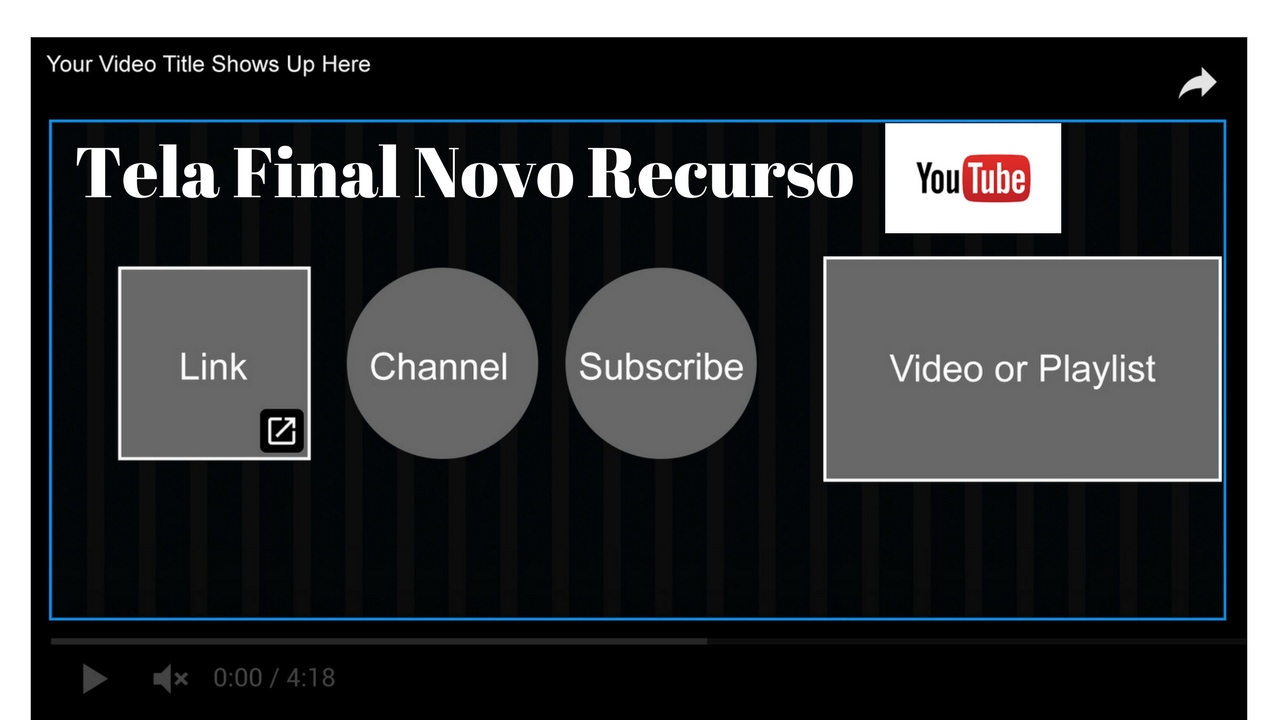 Your Video Title Shows Up Here
Tela Final Novo Recurso
YouTube
Link
Channel
Subscribe
Video or Playlist
0:00 / 4:18